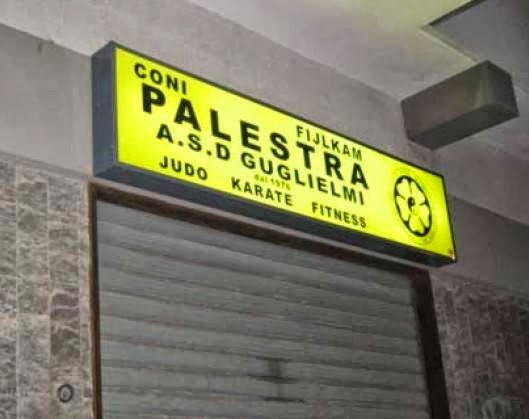 CONI
FIJLKAM
PALESTRA
A.S.D GUGLIELMI
dal 1976
JUDO KARATE FITNESS